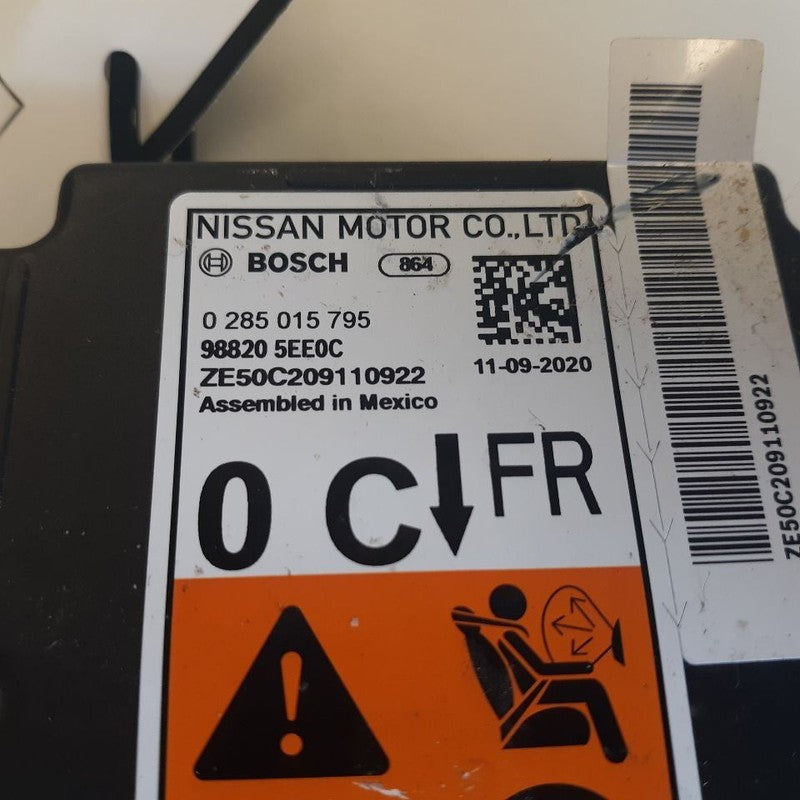 NISSAN MOTOR CO.,LTD
BOSCH 864
0 285 015 795
98820 5EE0C
ZE50C209110922
11-09-2020
Assembled in Mexico
0 C FR
ZE50C209110922